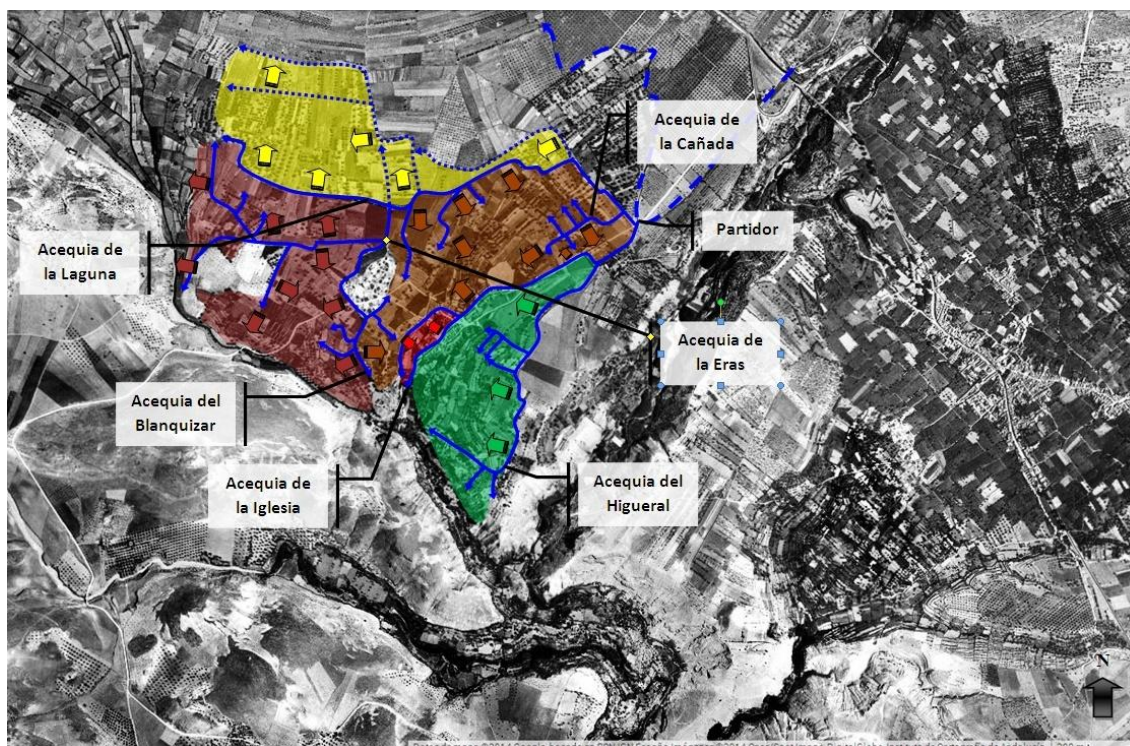 Acequia de
la Cañada
Partidor
Acequia de
la Laguna
Acequia de
la Eras
Acequia del
Blanquizar
Acequia de
la Iglesia
Acequia del
Higueral
N